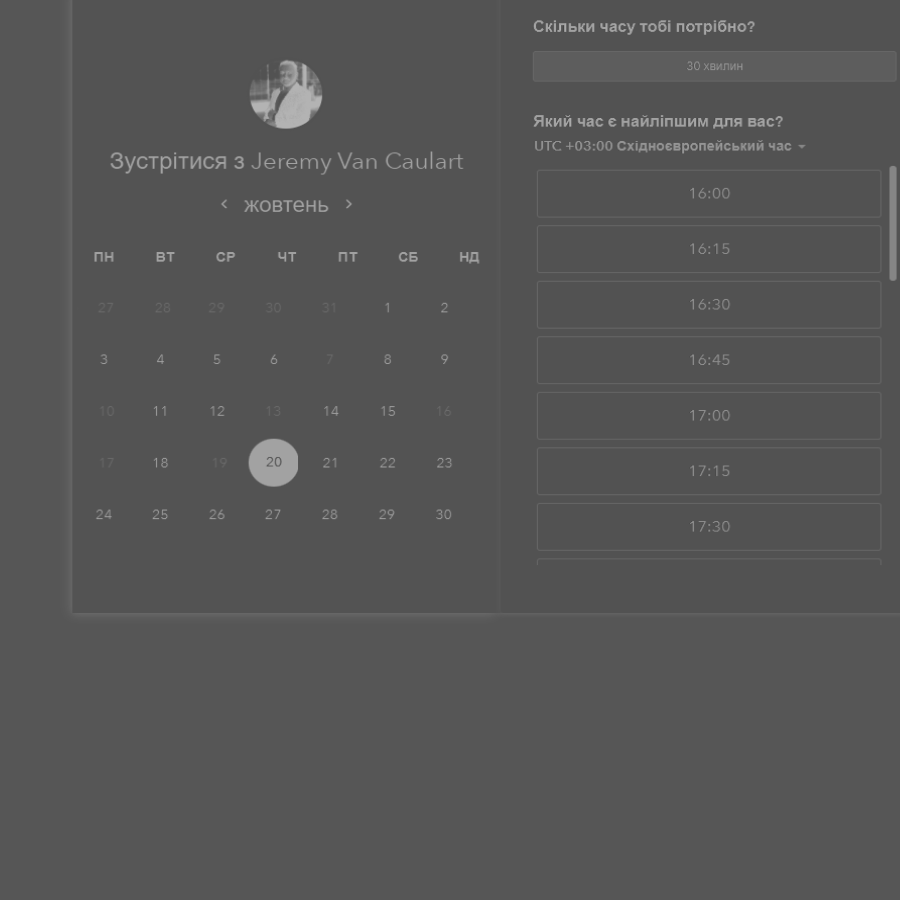 Зустрітися з Jeremy Van Caulart
жовтень
ПН ВТ СР ЧТ ПТ СБ НД
27 28 29 30 31 1 2
3 4 5 6 7 8 9
10 11 12 13 14 15 16
17 18 19 20 21 22 23
24 25 26 27 28 29 30
Скільки часу тобі потрібно?
30 хвилин
Який час є найліпшим для вас?
UTC +03:00 Східноєвропейський час
16:00
16:15
16:30
16:45
17:00
17:15
17:30